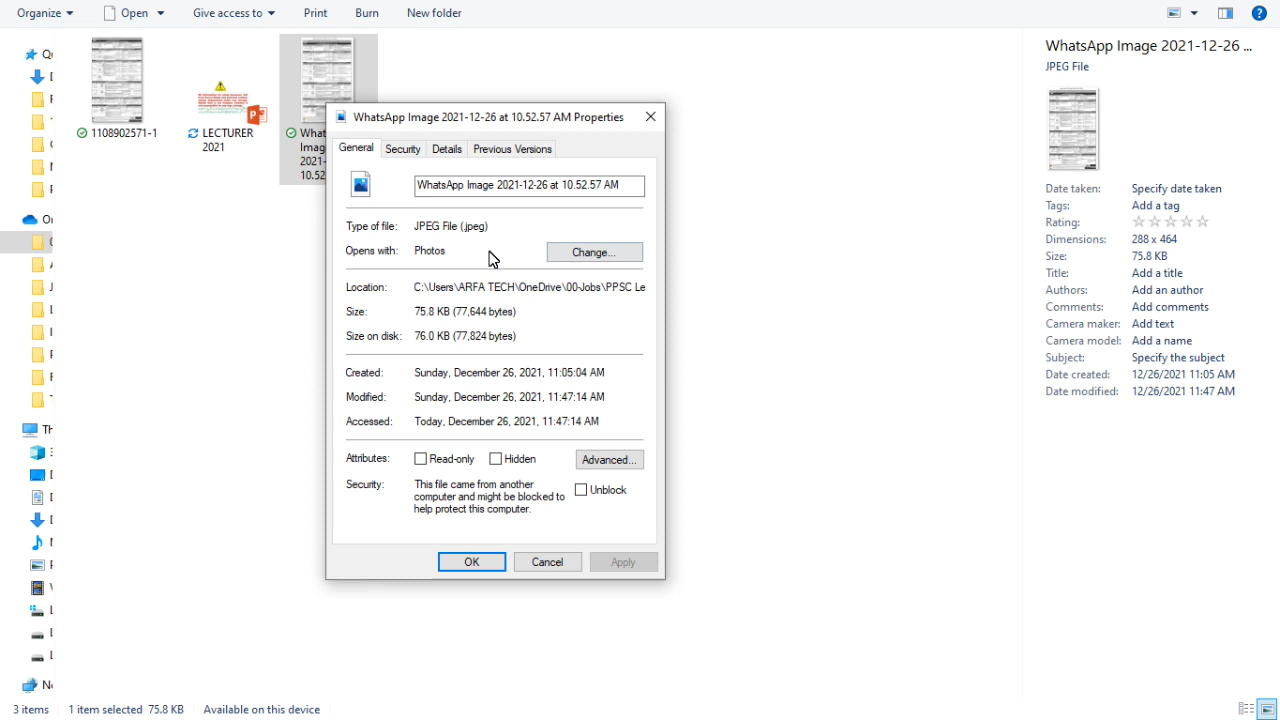 Organize Open Give access to Print Burn New folder
1108902571-1
LECTURER
2021
WhatsApp Image 2021-12-26 at 10.52.57 AM Properties
General Security Details Previous Versions
WhatsApp Image 2021-12-26 at 10.52.57 AM
Type of file: JPEG File (.jpeg)
Opens with: Photos Change...
Location: C:\Users\ARFA TECH\OneDrive\00-Jobs\PPSC Le
Size: 75.8 KB (77,644 bytes)
Size on disk: 76.0 KB (77,824 bytes)
Created: Sunday, December 26, 2021, 11:05:04 AM
Modified: Sunday, December 26, 2021, 11:47:14 AM
Accessed: Today, December 26, 2021, 11:47:14 AM
Attributes: Read-only Hidden Advanced...
Security: This file came from another
computer and might be blocked to
help protect this computer.
Unblock
OK Cancel Apply
WhatsApp Image 2021-12-26 ...
JPEG File
Date taken: Specify date taken
Tags: Add a tag
Rating:
Dimensions: 288 x 464
Size: 75.8 KB
Title: Add a title
Authors: Add an author
Comments: Add comments
Camera maker: Add text
Camera model: Add a name
Subject: Specify the subject
Date created: 12/26/2021 11:05 AM
Date modified: 12/26/2021 11:47 AM
3 items 1 item selected 75.8 KB Available on this device